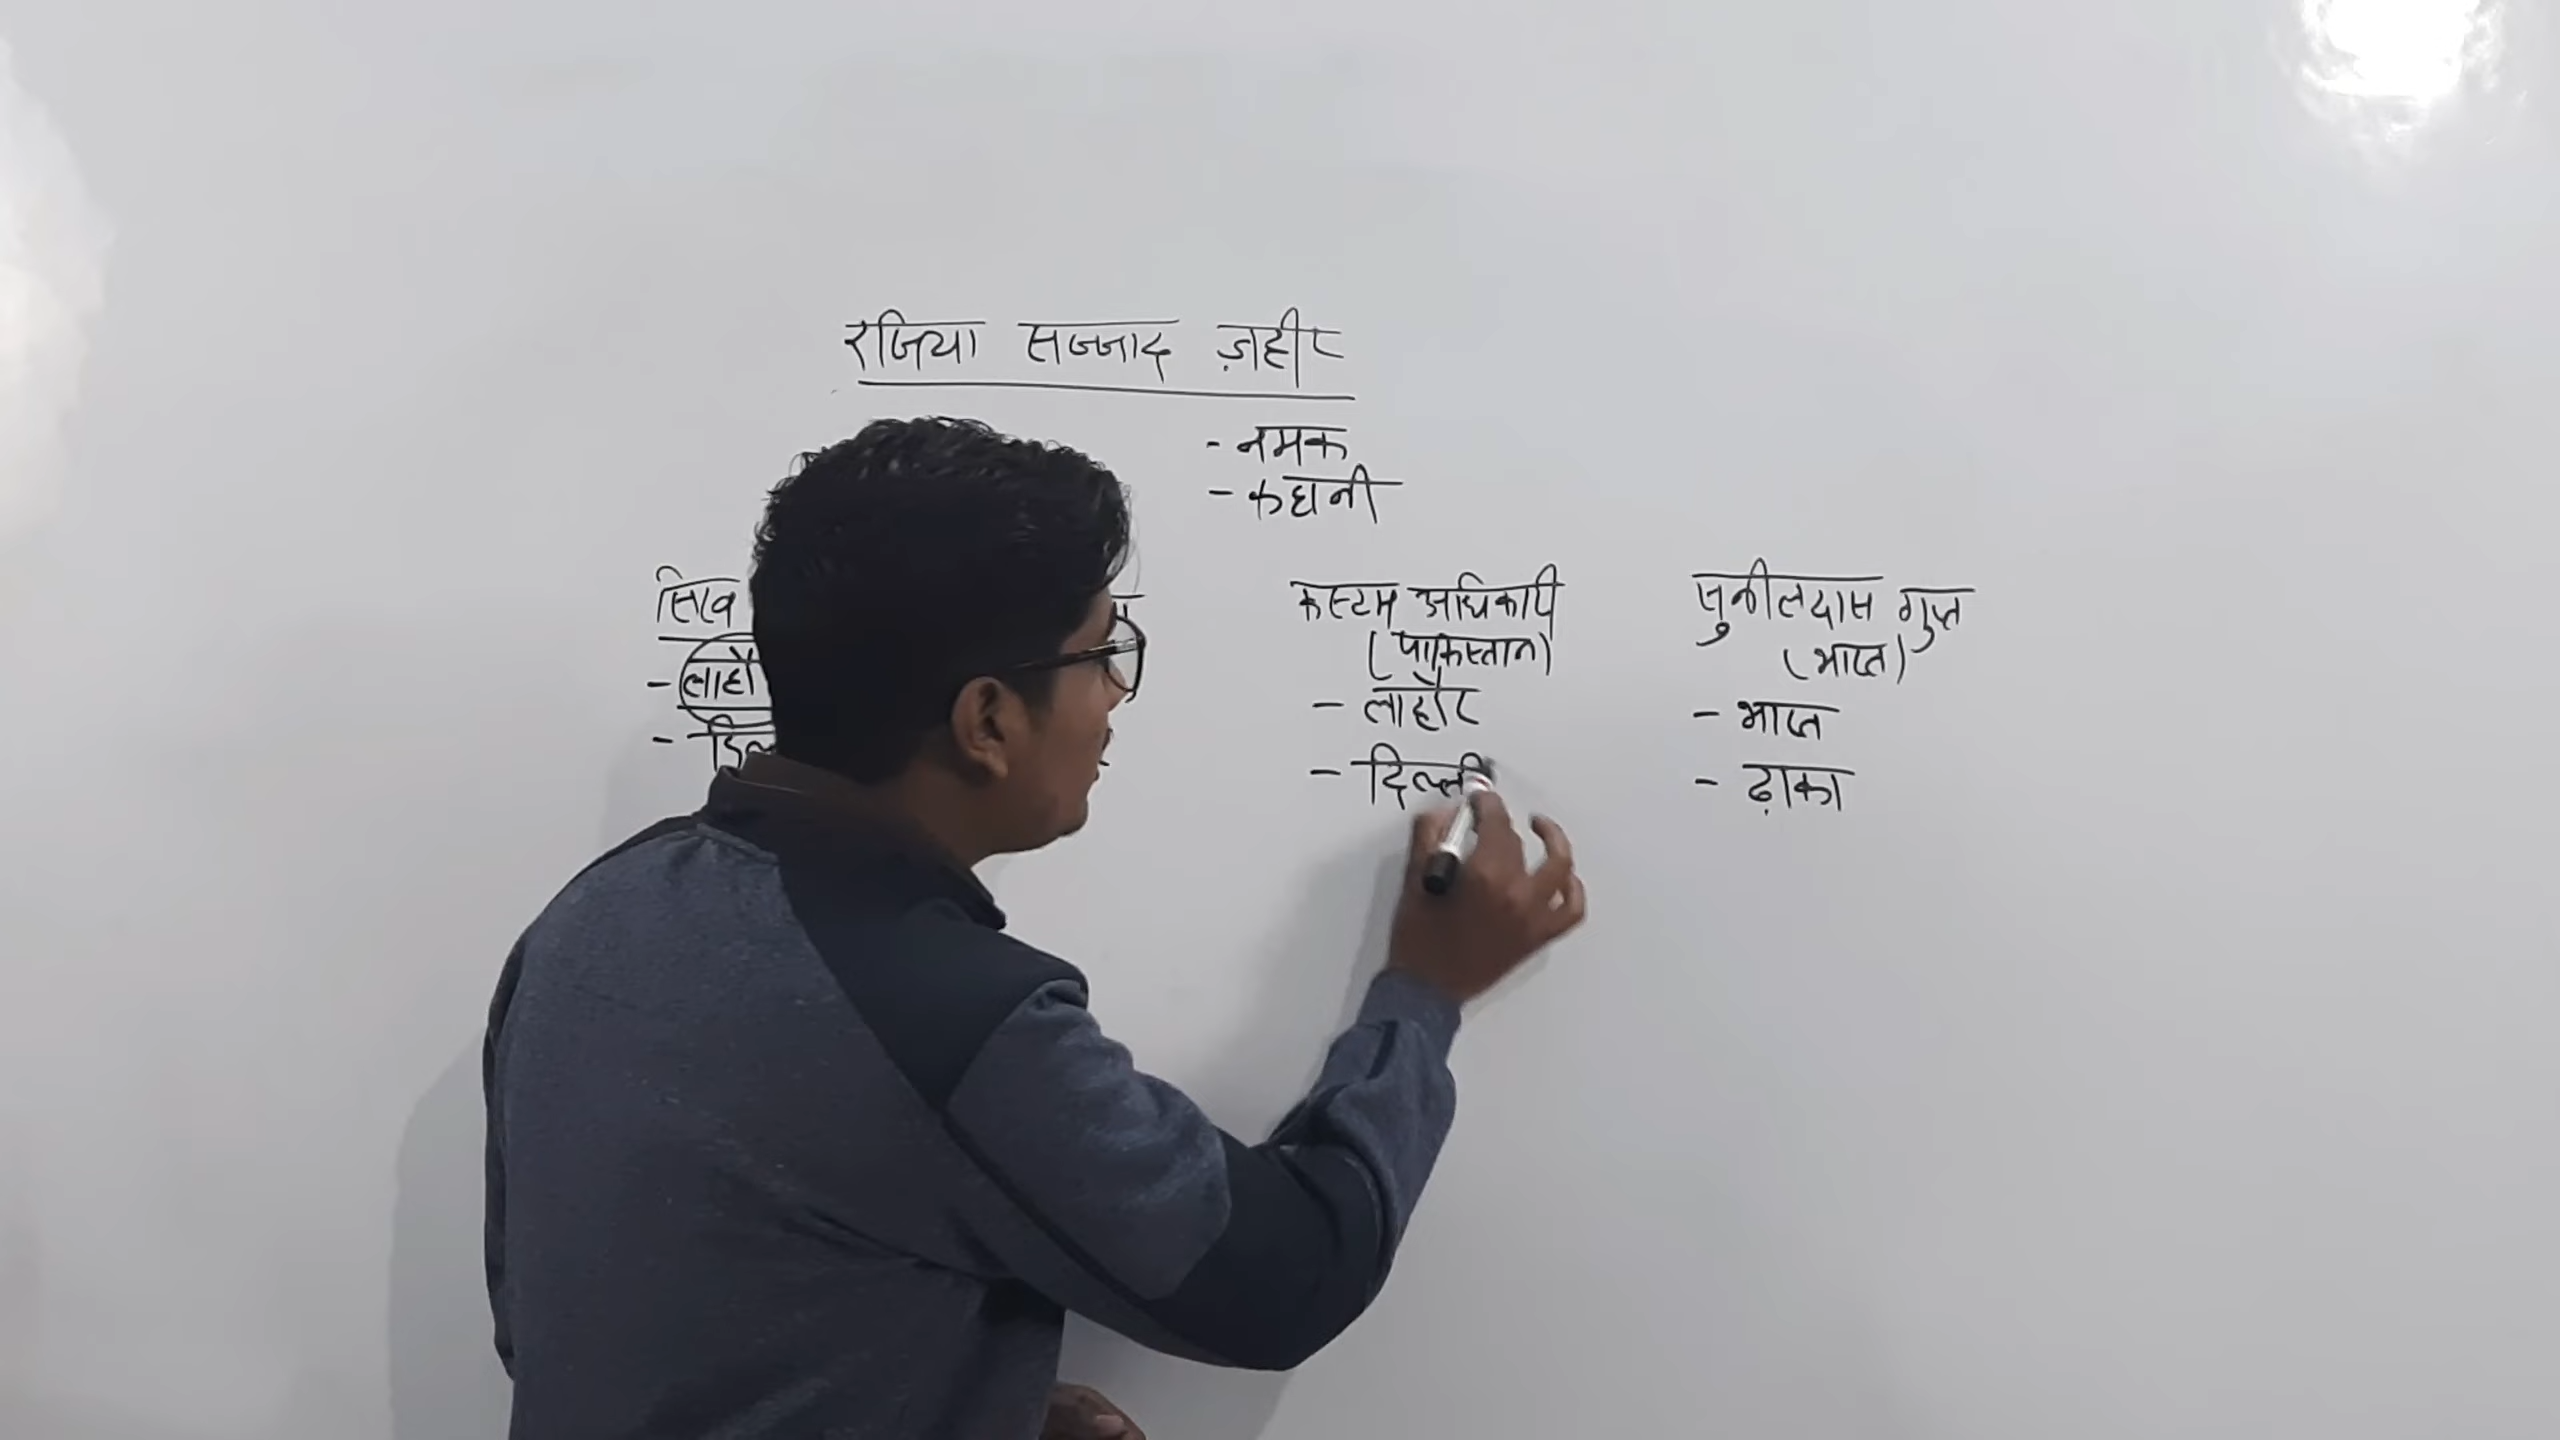 रजिया सज्जाद ज़हीर
- नमक
- कहानी
सिख
- लाहौ
-
कस्टम अधिकारी
(पाकिस्तान)
- लाहौर
- दिल्ली
सुनीलदास गुप्त
(भारत)
- भारत
- ढ़ाका